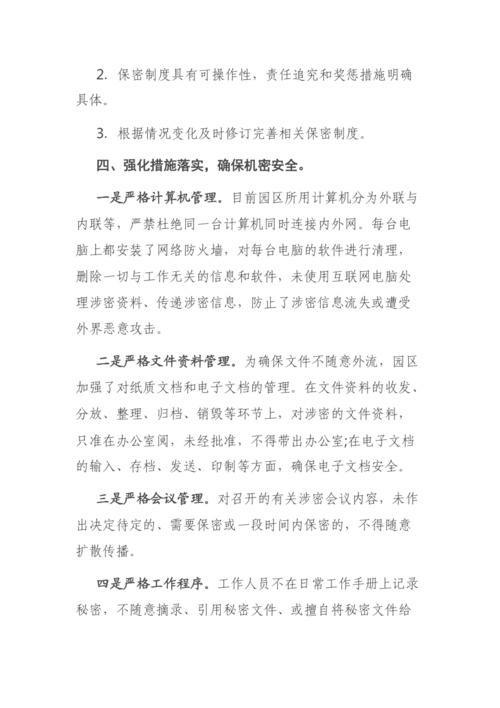 2. 保密制度具有可操作性，责任追究和奖惩措施明确
具体。
3. 根据情况变化及时修订完善相关保密制度。
四、强化措施落实，确保机密安全。
一是严格计算机管理。目前园区所用计算机分为外联与
内联等，严禁杜绝同一台计算机同时连接内外网。每台电
脑上都安装了网络防火墙，对每台电脑的软件进行清理，
删除一切与工作无关的信息和软件，未使用互联网电脑处
理涉密资料、传递涉密信息，防止了涉密信息流失或遭受
外界恶意攻击。
二是严格文件资料管理。为确保文件不随意外流，园区
加强了对纸质文档和电子文档的管理。在文件资料的收发、
分放、整理、归档、销毁等环节上，对涉密的文件资料，
只准在办公室阅，未经批准，不得带出办公室;在电子文档
的输入、存档、发送、印制等方面，确保电子文档安全。
三是严格会议管理。对召开的有关涉密会议内容，未作
出决定待定的、需要保密或一段时间内保密的，不得随意
扩散传播。
四是严格工作程序。工作人员不在日常工作手册上记录
秘密，不随意摘录、引用秘密文件、或擅自将秘密文件给